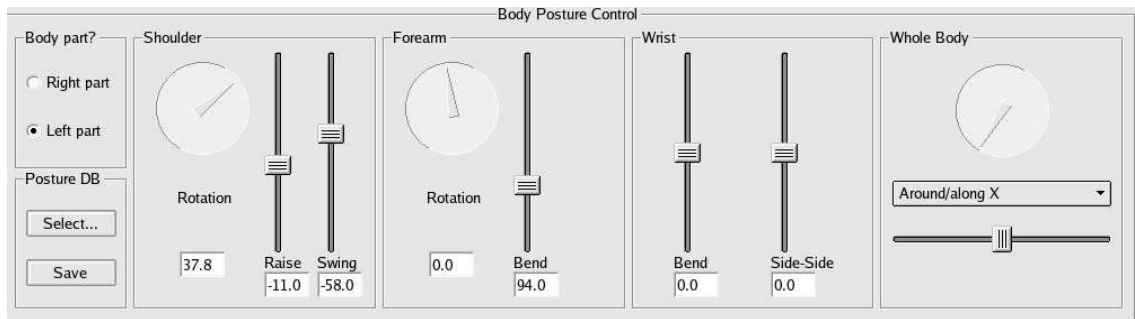 Body Posture Control
Body part?
Right part
Left part
Posture DB
Select...
Save
Shoulder
Rotation
37.8
Raise
-11.0
Swing
-58.0
Forearm
Rotation
0.0
Bend
94.0
Wrist
Bend
0.0
Side-Side
0.0
Whole Body
Around/along X